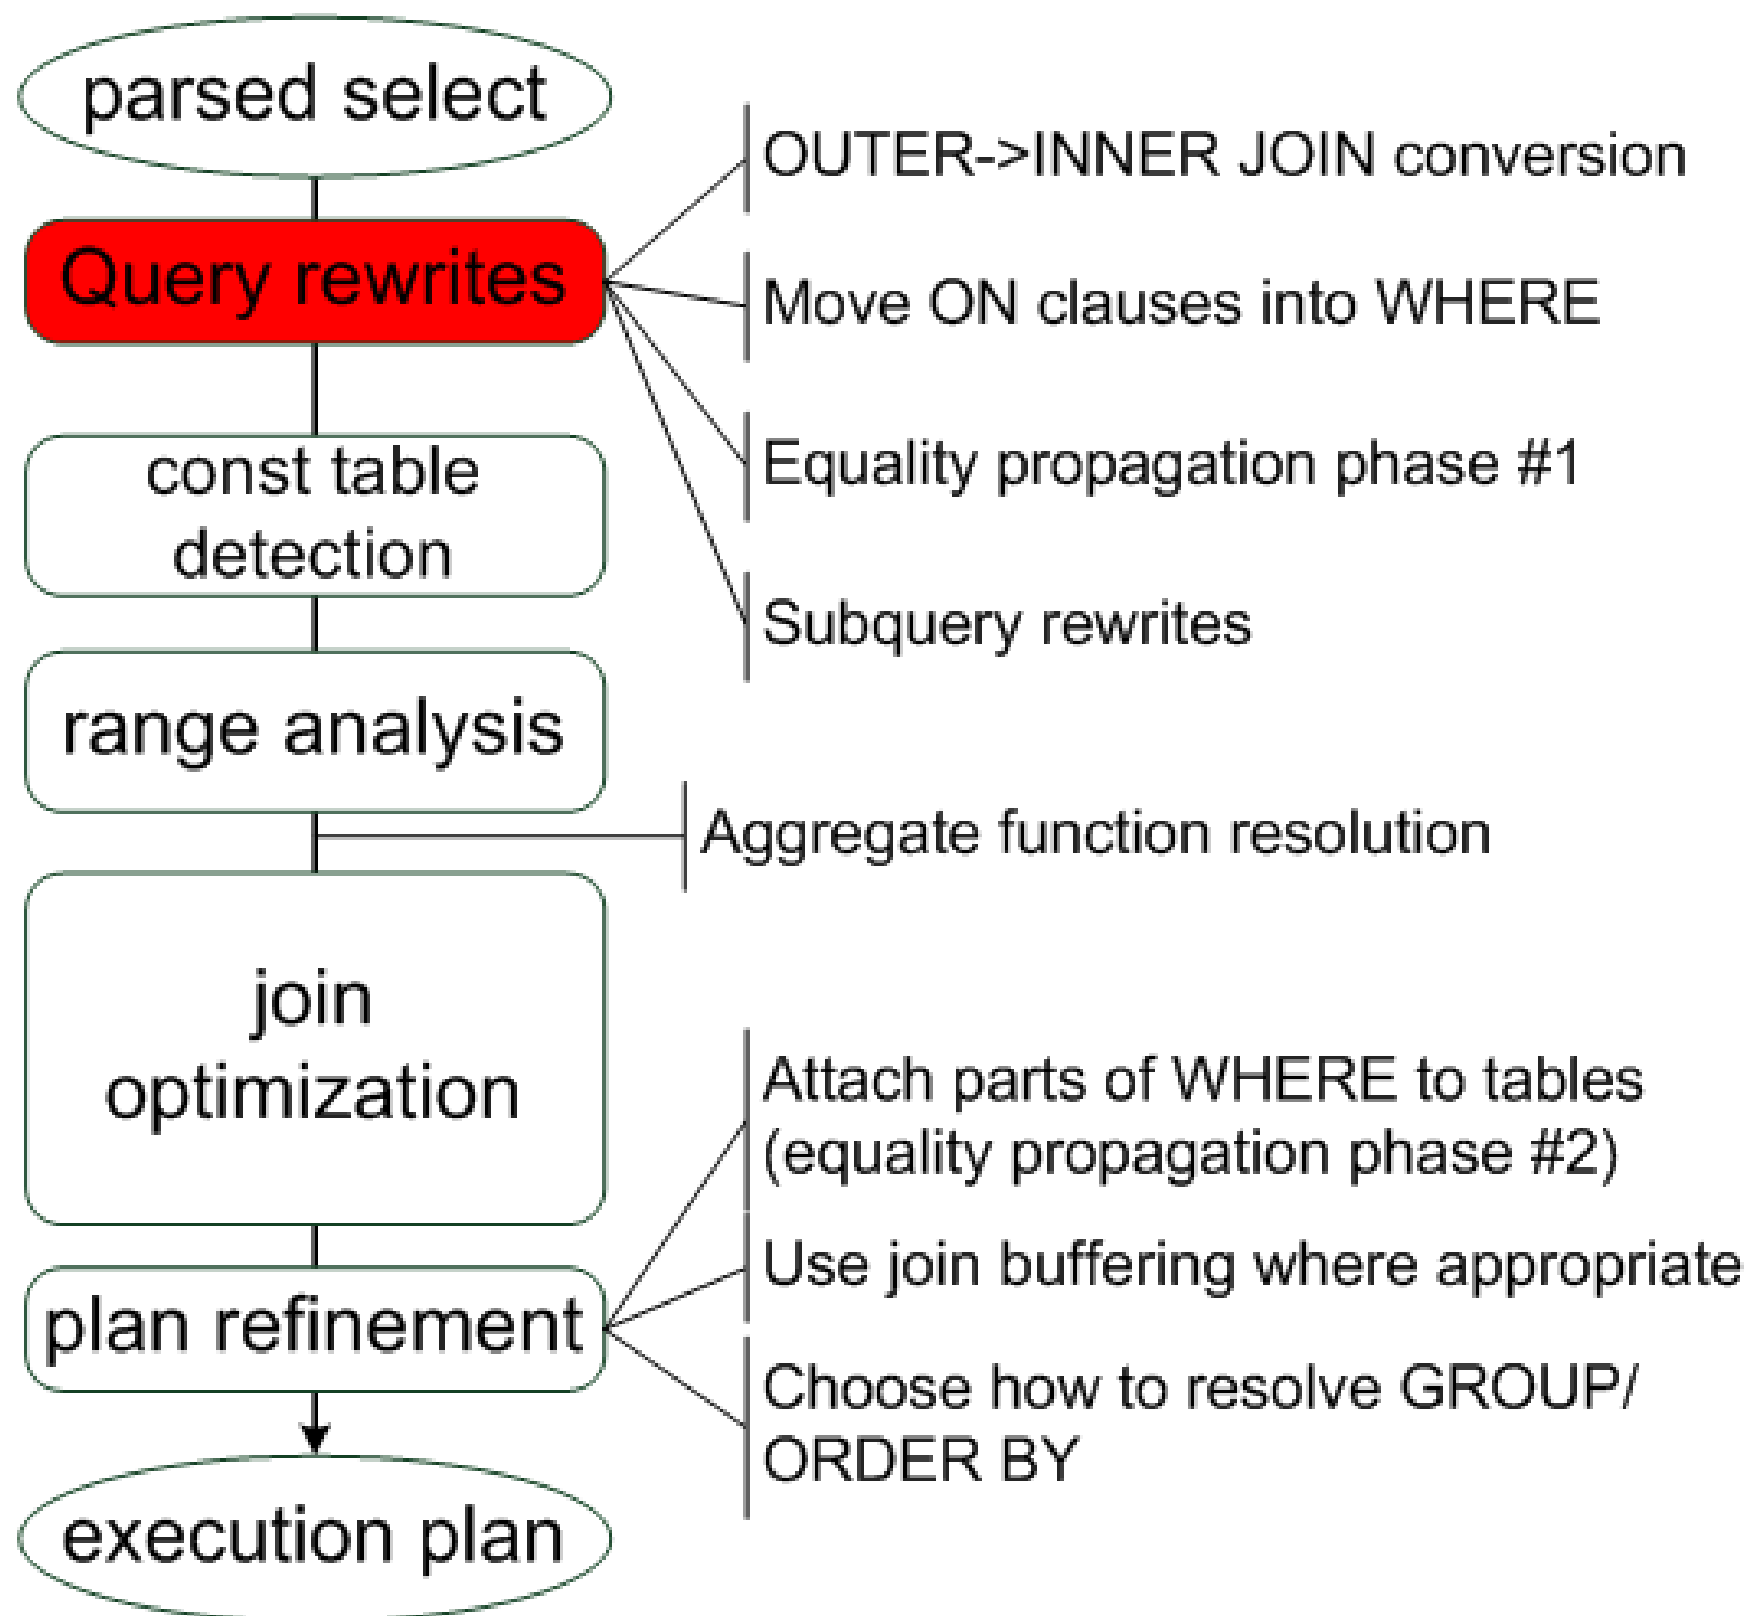 parsed select
OUTER->INNER JOIN conversion
Query rewrites
Move ON clauses into WHERE
const table
detection
Equality propagation phase #1
Subquery rewrites
range analysis
Aggregate function resolution
join
optimization
Attach parts of WHERE to tables
(equality propagation phase #2)
Use join buffering where appropriate
plan refinement
Choose how to resolve GROUP/
ORDER BY
execution plan